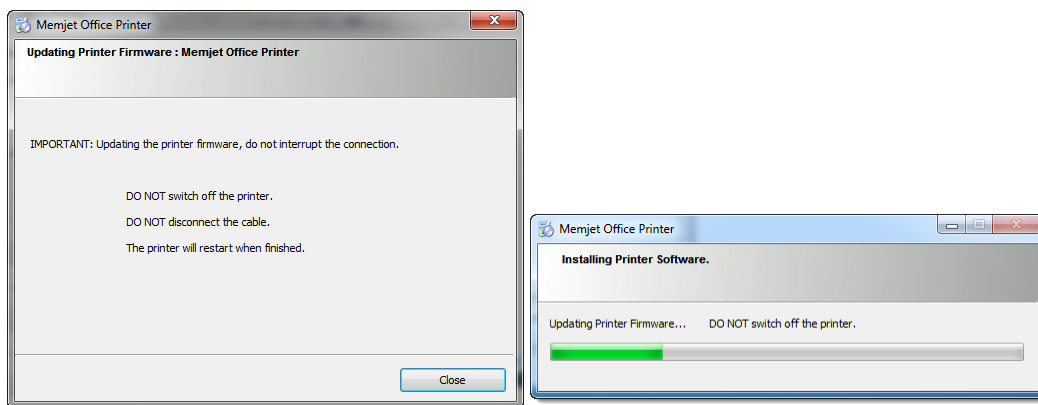 Memjet Office Printer
Updating Printer Firmware : Memjet Office Printer
IMPORTANT: Updating the printer firmware, do not interrupt the connection.
DO NOT switch off the printer.
DO NOT disconnect the cable.
The printer will restart when finished.
Close
Memjet Office Printer
Installing Printer Software.
Updating Printer Firmware... DO NOT switch off the printer.